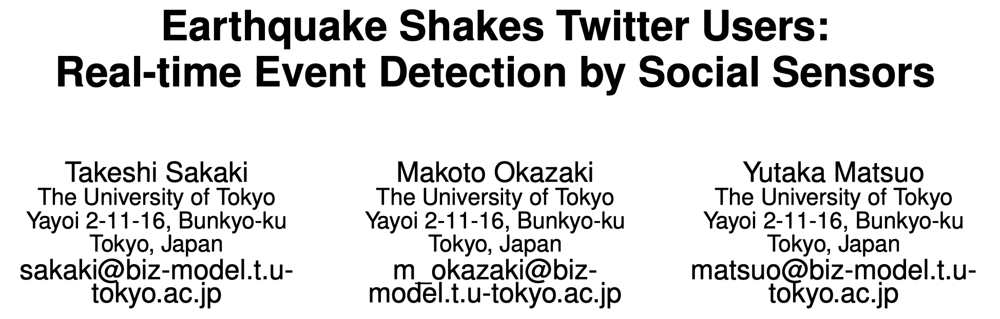 Earthquake Shakes Twitter Users:
Real-time Event Detection by Social Sensors
Takeshi Sakaki
The University of Tokyo
Yayoi 2-11-16, Bunkyo-ku
Tokyo, Japan
sakaki@biz-model.t.u-
tokyo.ac.jp
Makoto Okazaki
The University of Tokyo
Yayoi 2-11-16, Bunkyo-ku
Tokyo, Japan
m_okazaki@biz-
model.t.u-tokyo.ac.jp
Yutaka Matsuo
The University of Tokyo
Yayoi 2-11-16, Bunkyo-ku
Tokyo, Japan
matsuo@biz-model.t.u-
tokyo.ac.jp